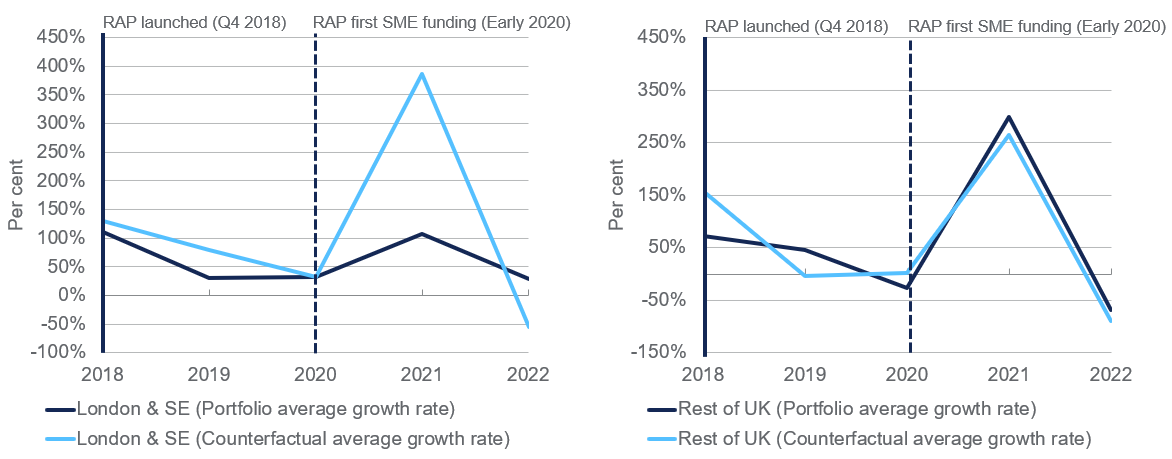 RAP launched (Q4 2018)
RAP first SME funding (Early 2020)
450%
400%
350%
300%
250%
200%
150%
100%
50%
0%
-50%
-100%
Per cent
2018
2019
2020
2021
2022
London & SE (Portfolio average growth rate)
London & SE (Counterfactual average growth rate)
RAP launched (Q4 2018)
RAP first SME funding (Early 2020)
450%
350%
250%
150%
50%
-50%
-150%
Per cent
2018
2019
2020
2021
2022
Rest of UK (Portfolio average growth rate)
Rest of UK (Counterfactual average growth rate)